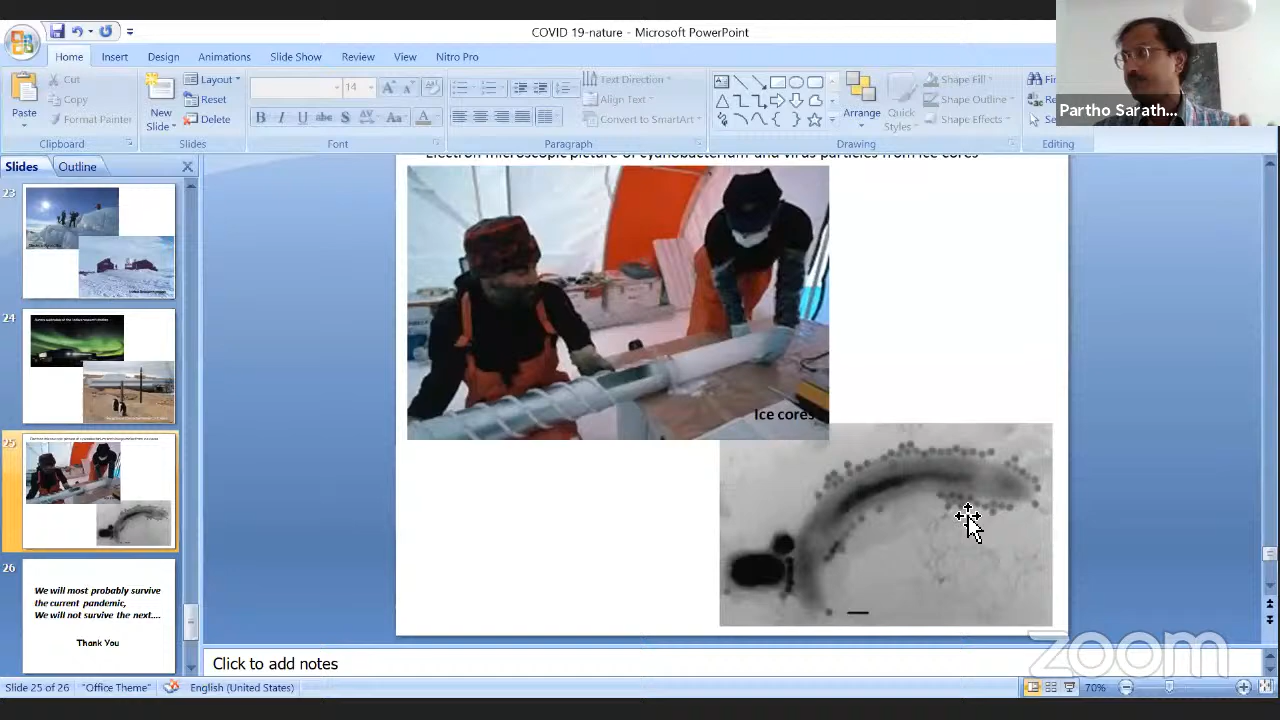 COVID 19-nature - Microsoft PowerPoint
Home Insert Design Animations Slide Show Review View Nitro Pro
Paste
Cut
Copy
Format Painter
Clipboard
New
Slide
Layout
Reset
Delete
Slides
14
B I U abc S AV Aa A
Font
Text Direction
Align Text
Convert to SmartArt
Paragraph
Arrange
Quick
Styles
Shape Fill
Shape Outline
Shape Effects
Drawing
Editing
Partho Sarath...
Slides Outline
23
24
25
26
We will most probably survive
the current pandemic,
We will not survive the next....
Thank You
Electron microscopic picture of cyanobacterium and virus particles from ice cores
Ice cores
Click to add notes
zoom
Slide 25 of 26 "Office Theme" English (United States) 70%